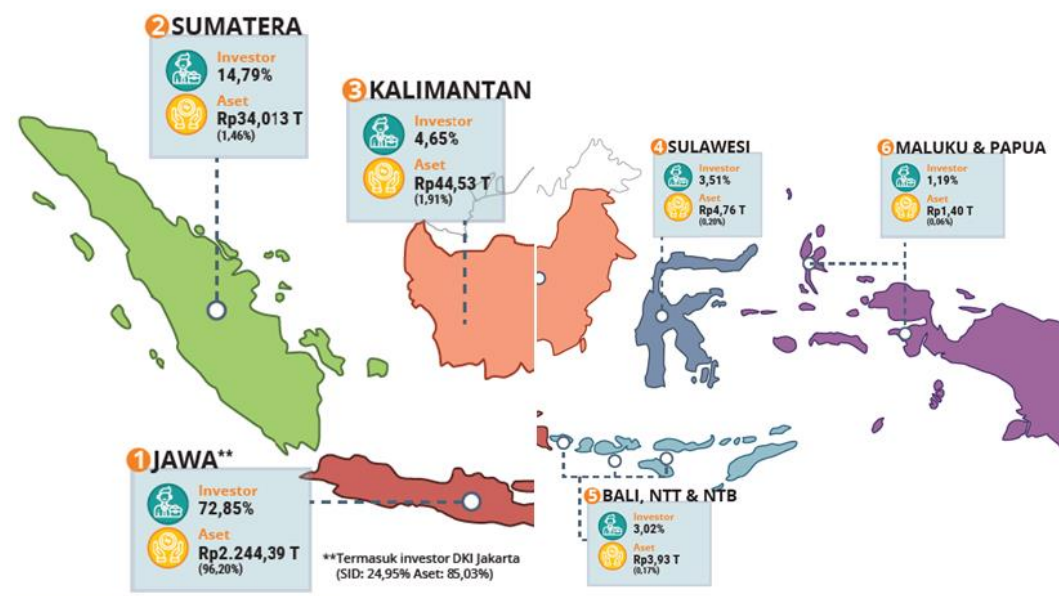 2 SUMATERA
Investor
14,79%
Aset
Rp34,013 T
(1,46%)
3 KALIMANTAN
Investor
4,65%
Aset
Rp44,53 T
(1,91%)
4 SULAWESI
Investor
3,51%
Aset
Rp4,76 T
(0,20%)
6 MALUKU & PAPUA
Investor
1,19%
Aset
Rp1,40 T
(0,06%)
1 JAWA**
Investor
72,85%
Aset
Rp2.244,39 T
(96,20%)
**Termasuk investor DKI Jakarta
(SID: 24,95% Aset: 85,03%)
5 BALI, NTT & NTB
Investor
3,02%
Aset
Rp3,93 T
(0,17%)